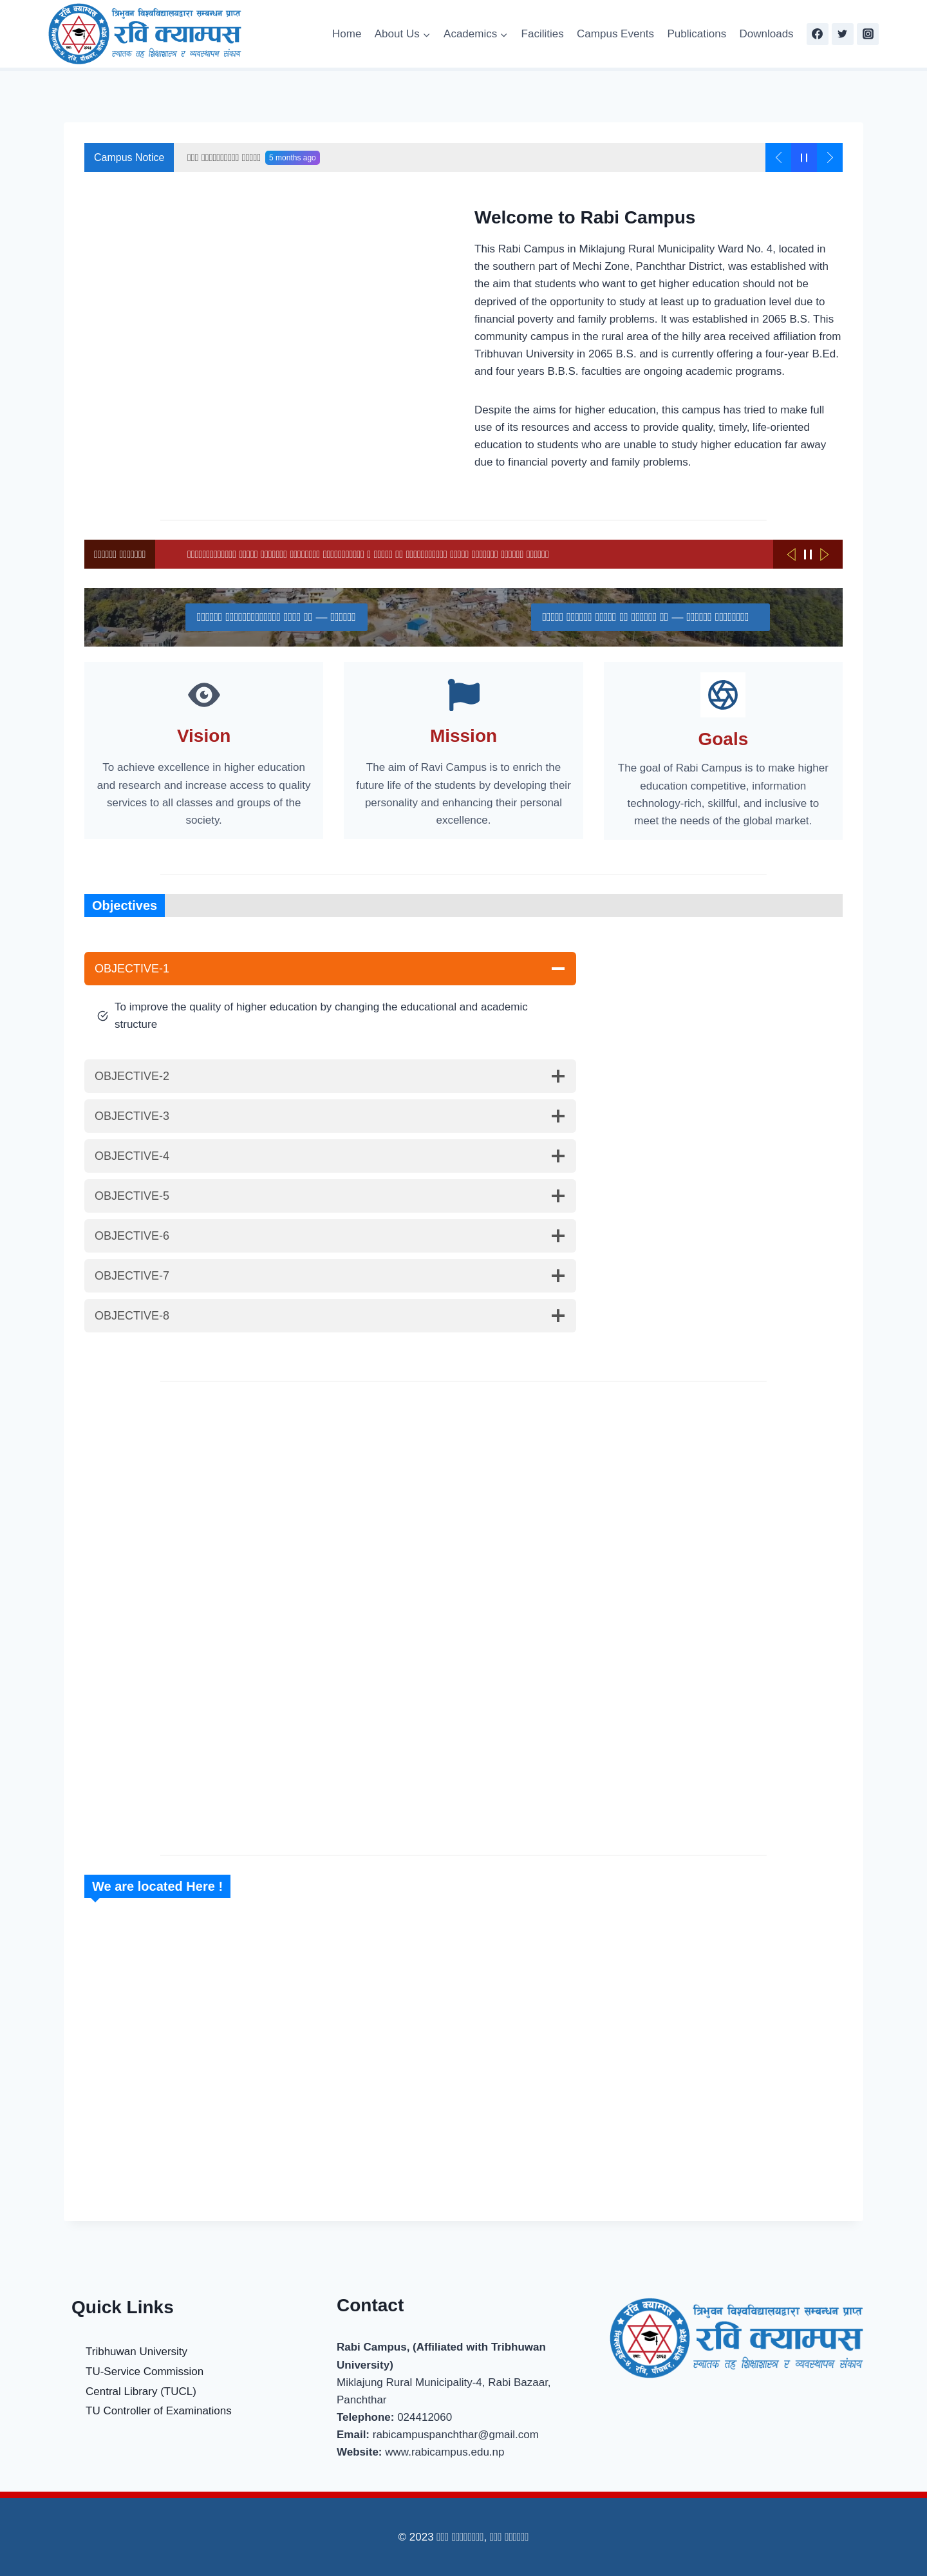 त्रिभुवन विश्वविद्यालयद्वारा सम्बन्धन प्राप्त
रवि क्याम्पस
स्नातक तह शिक्षाशास्त्र र व्यवस्थापन संकाय
Home About Us Academics Facilities Campus Events Publications Downloads
Campus Notice
5 months ago
Welcome to Rabi Campus
This Rabi Campus in Miklajung Rural Municipality Ward No. 4, located in
the southern part of Mechi Zone, Panchthar District, was established with
the aim that students who want to get higher education should not be
deprived of the opportunity to study at least up to graduation level due to
financial poverty and family problems. It was established in 2065 B.S. This
community campus in the rural area of the hilly area received affiliation from
Tribhuvan University in 2065 B.S. and is currently offering a four-year B.Ed.
and four years B.B.S. faculties are ongoing academic programs.
Despite the aims for higher education, this campus has tried to make full
use of its resources and access to provide quality, timely, life-oriented
education to students who are unable to study higher education far away
due to financial poverty and family problems.
Vision
To achieve excellence in higher education
and research and increase access to quality
services to all classes and groups of the
society.
Mission
The aim of Ravi Campus is to enrich the
future life of the students by developing their
personality and enhancing their personal
excellence.
Goals
The goal of Rabi Campus is to make higher
education competitive, information
technology-rich, skillful, and inclusive to
meet the needs of the global market.
Objectives
OBJECTIVE-1
To improve the quality of higher education by changing the educational and academic
structure
OBJECTIVE-2
OBJECTIVE-3
OBJECTIVE-4
OBJECTIVE-5
OBJECTIVE-6
OBJECTIVE-7
OBJECTIVE-8
We are located Here !
Quick Links
Tribhuwan University
TU-Service Commission
Central Library (TUCL)
TU Controller of Examinations
Contact
Rabi Campus, (Affiliated with Tribhuwan
University)
Miklajung Rural Municipality-4, Rabi Bazaar,
Panchthar
Telephone: 024412060
Email: rabicampuspanchthar@gmail.com
Website: www.rabicampus.edu.np
रवि क्याम्पस
त्रिभुवन विश्वविद्यालयद्वारा सम्बन्धन प्राप्त
रवि क्याम्पस
स्नातक तह शिक्षाशास्त्र र व्यवस्थापन संकाय
© 2023